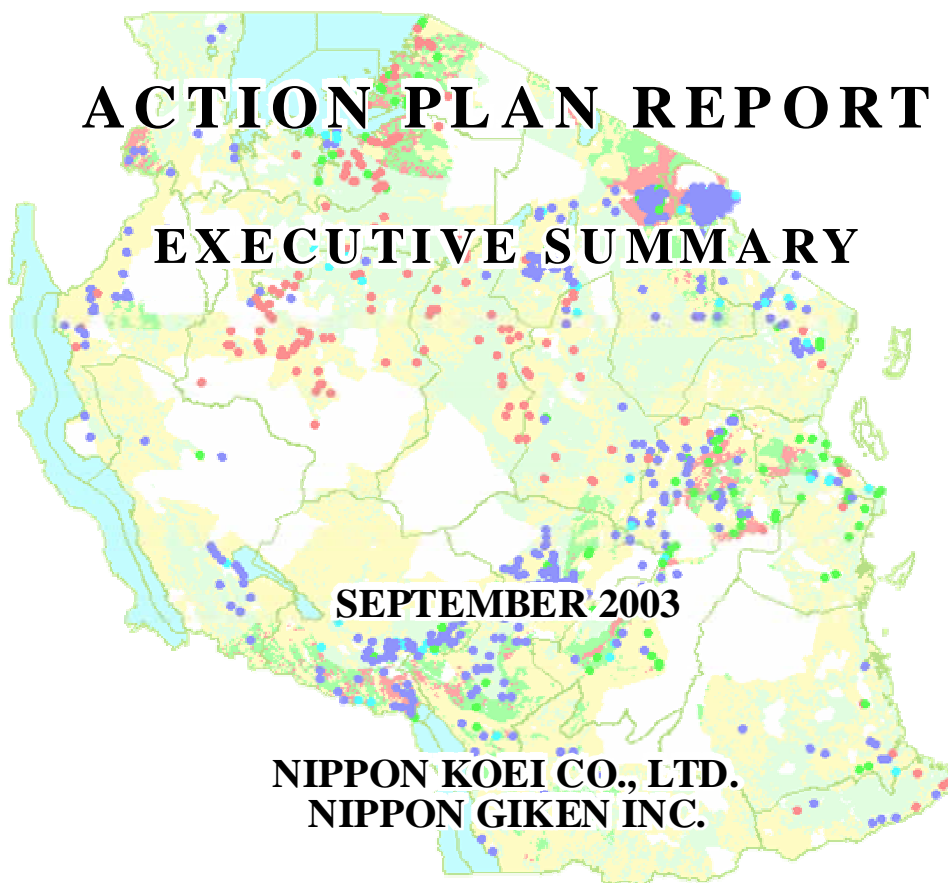 ACTION PLAN REPORT
EXECUTIVE SUMMARY
SEPTEMBER 2003
NIPPON KOEI CO., LTD.
NIPPON GIKEN INC.